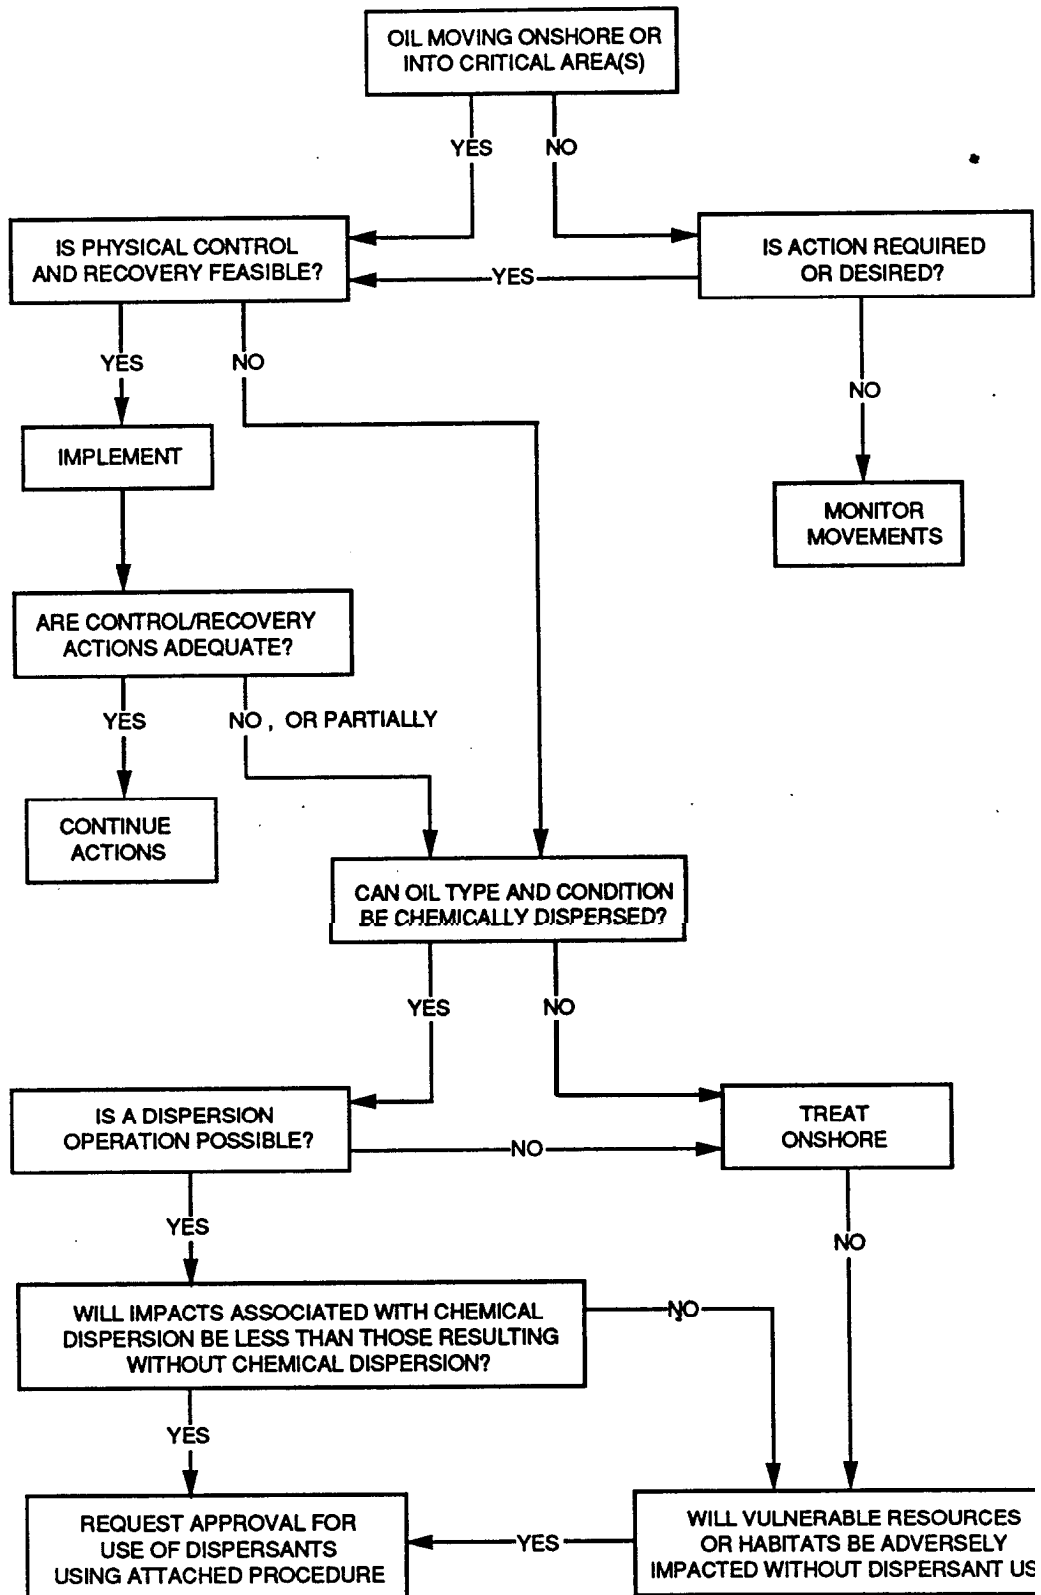 OIL MOVING ONSHORE OR
INTO CRITICAL AREA(S)
YES
NO
IS PHYSICAL CONTROL
AND RECOVERY FEASIBLE?
IS ACTION REQUIRED
OR DESIRED?
YES
YES
NO
NO
IMPLEMENT
MONITOR
MOVEMENTS
ARE CONTROL/RECOVERY
ACTIONS ADEQUATE?
YES
NO , OR PARTIALLY
CONTINUE
ACTIONS
CAN OIL TYPE AND CONDITION
BE CHEMICALLY DISPERSED?
YES
NO
IS A DISPERSION
OPERATION POSSIBLE?
TREAT
ONSHORE
NO
YES
NO
WILL IMPACTS ASSOCIATED WITH CHEMICAL
DISPERSION BE LESS THAN THOSE RESULTING
WITHOUT CHEMICAL DISPERSION?
NO
YES
REQUEST APPROVAL FOR
USE OF DISPERSANTS
USING ATTACHED PROCEDURE
YES
WILL VULNERABLE RESOURCES
OR HABITATS BE ADVERSELY
IMPACTED WITHOUT DISPERSANT US